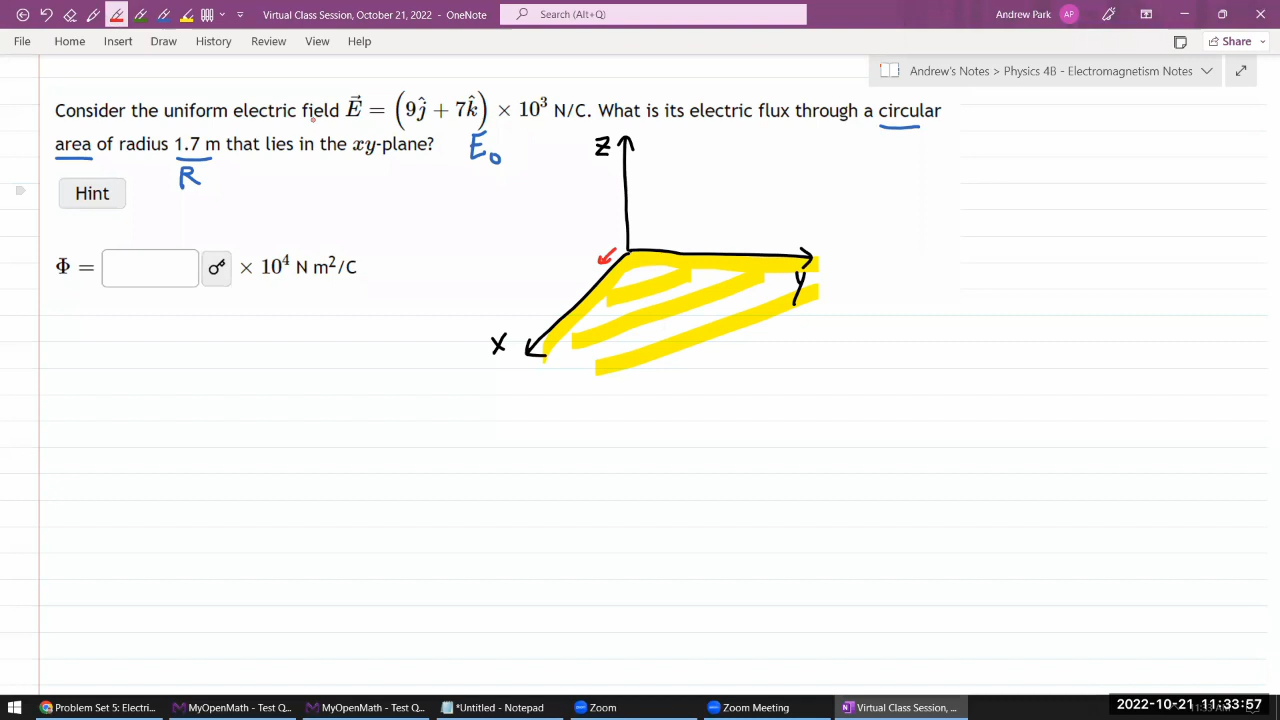 Virtual Class Session, October 21, 2022 - OneNote
Search (Alt+Q)
Andrew Park
AP
File Home Insert Draw History Review View Help
Share
Andrew's Notes > Physics 4B - Electromagnetism Notes
Consider the uniform electric field E⃗ = (9ĵ + 7k̂) × 10³ N/C. What is its electric flux through a circular
area of radius 1.7 m that lies in the xy-plane?
E₀
R
Z
Hint
Φ = × 10⁴ N m²/C
y
x
Problem Set 5: Electri...
MyOpenMath - Test Q...
MyOpenMath - Test Q...
*Untitled - Notepad
Zoom
Zoom Meeting
Virtual Class Session, ...
2022-10-21 11:33:57